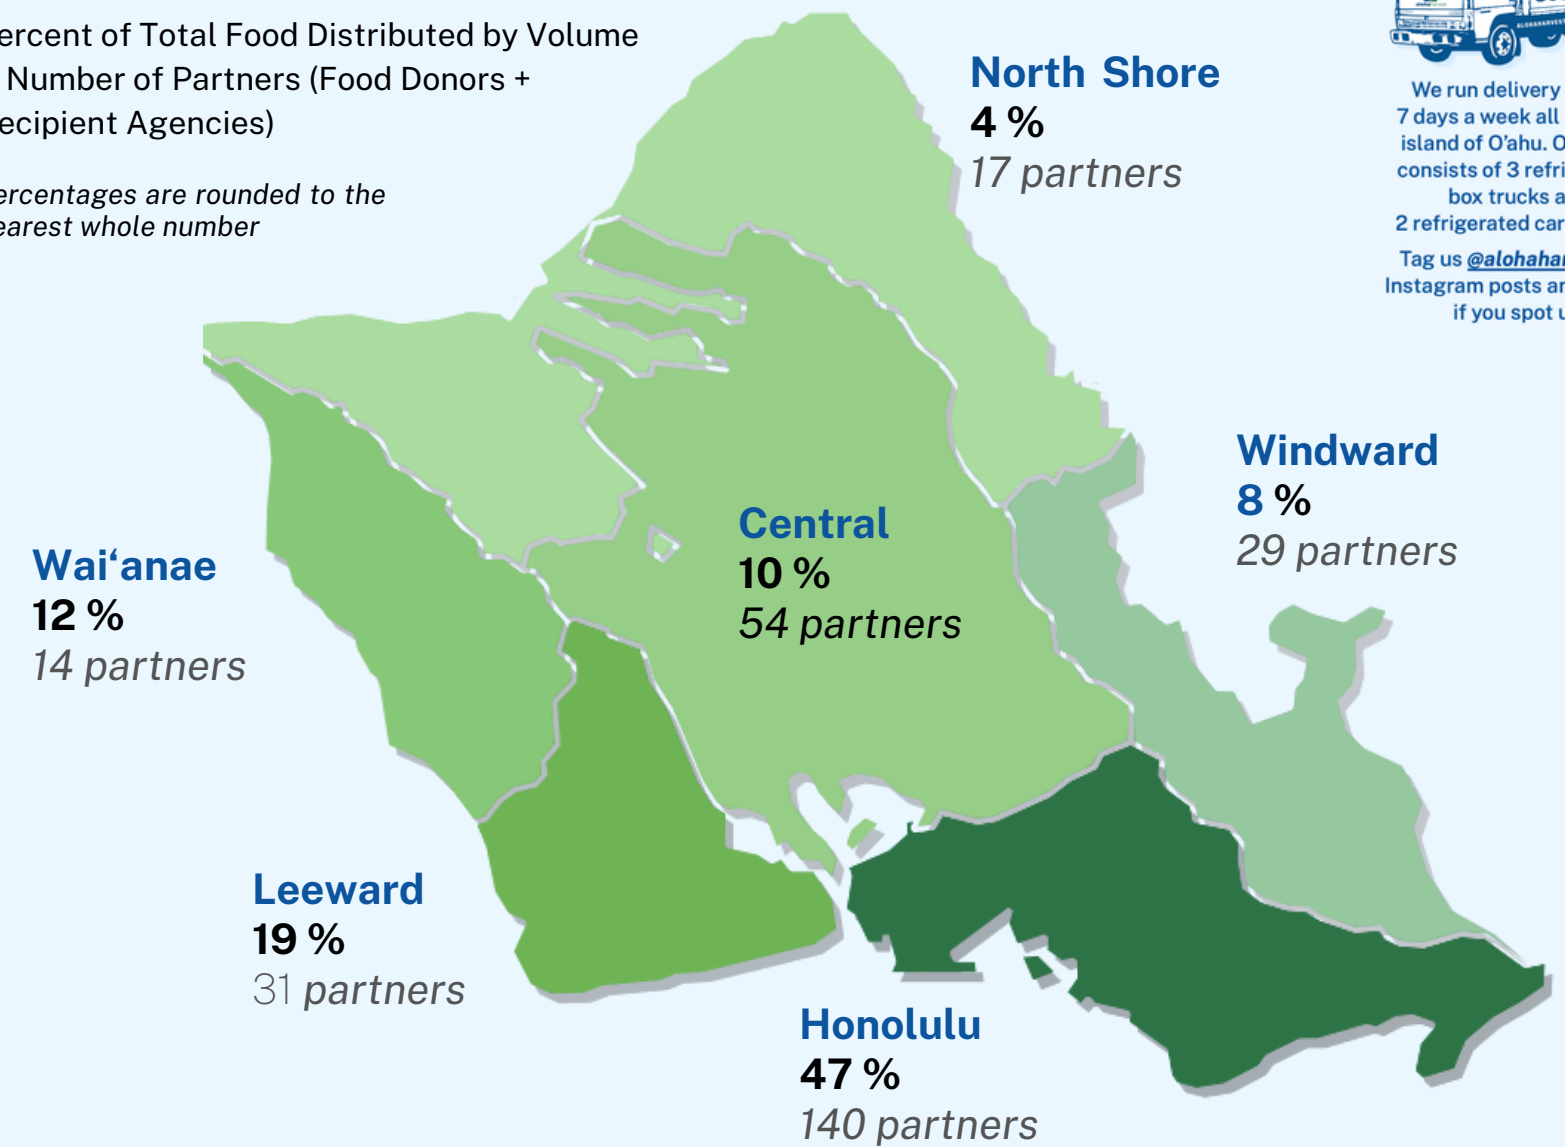 ercent of Total Food Distributed by Volume
Number of Partners (Food Donors +
ecipient Agencies)
ercentages are rounded to the
earest whole number
North Shore
4 %
17 partners
ALOHAHARVEST
We run delivery
7 days a week all
island of O'ahu. O
consists of 3 refri
box trucks a
2 refrigerated car
Tag us @alohahar
Instagram posts ar
if you spot u
Windward
8 %
29 partners
Central
10 %
54 partners
Wai‘anae
12 %
14 partners
Leeward
19 %
31 partners
Honolulu
47 %
140 partners